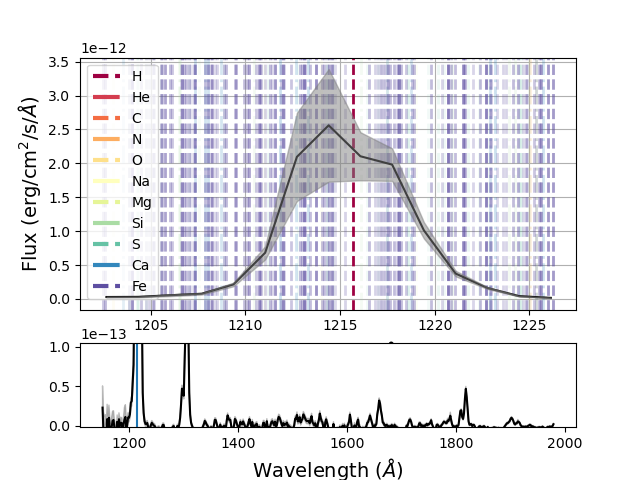 1e−12
3.5
3.0
2.5
2.0
1.5
1.0
0.5
0.0
Flux (erg/cm²/s/Å)
H
He
C
N
O
Na
Mg
Si
S
Ca
Fe
1205 1210 1215 1220 1225
1e−13
1.0
0.5
0.0
1200 1400 1600 1800 2000
Wavelength (Å)